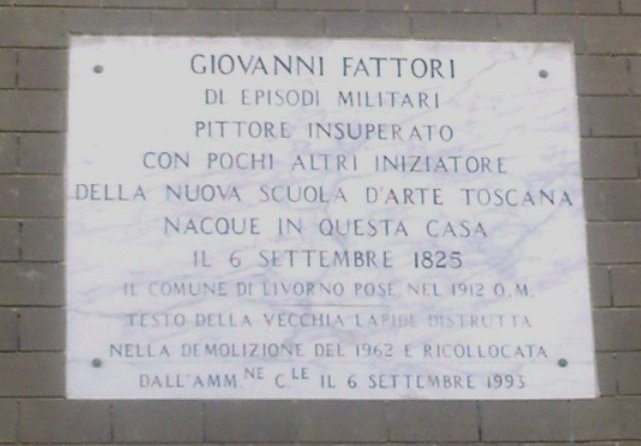 GIOVANNI FATTORI
DI EPISODI MILITARI
PITTORE INSUPERATO
CON POCHI ALTRI INIZIATORE
DELLA NUOVA SCUOLA D'ARTE TOSCANA
NACQUE IN QUESTA CASA
IL 6 SETTEMBRE 1825
IL COMUNE DI LIVORNO POSE NEL 1912 O.M.
TESTO DELLA VECCHIA LAPIDE DISTRUTTA
NELLA DEMOLIZIONE DEL 1962 E RICOLLOCATA
DALL'AMM.NE C.LE IL 6 SETTEMBRE 1993